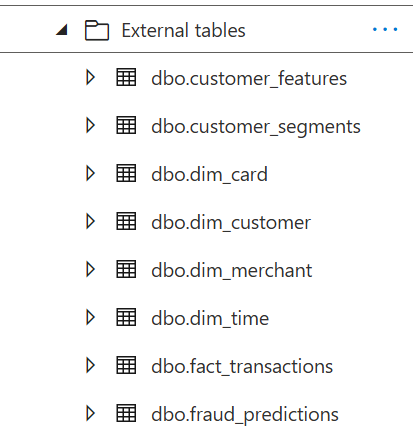 External tables
dbo.customer_features
dbo.customer_segments
dbo.dim_card
dbo.dim_customer
dbo.dim_merchant
dbo.dim_time
dbo.fact_transactions
dbo.fraud_predictions